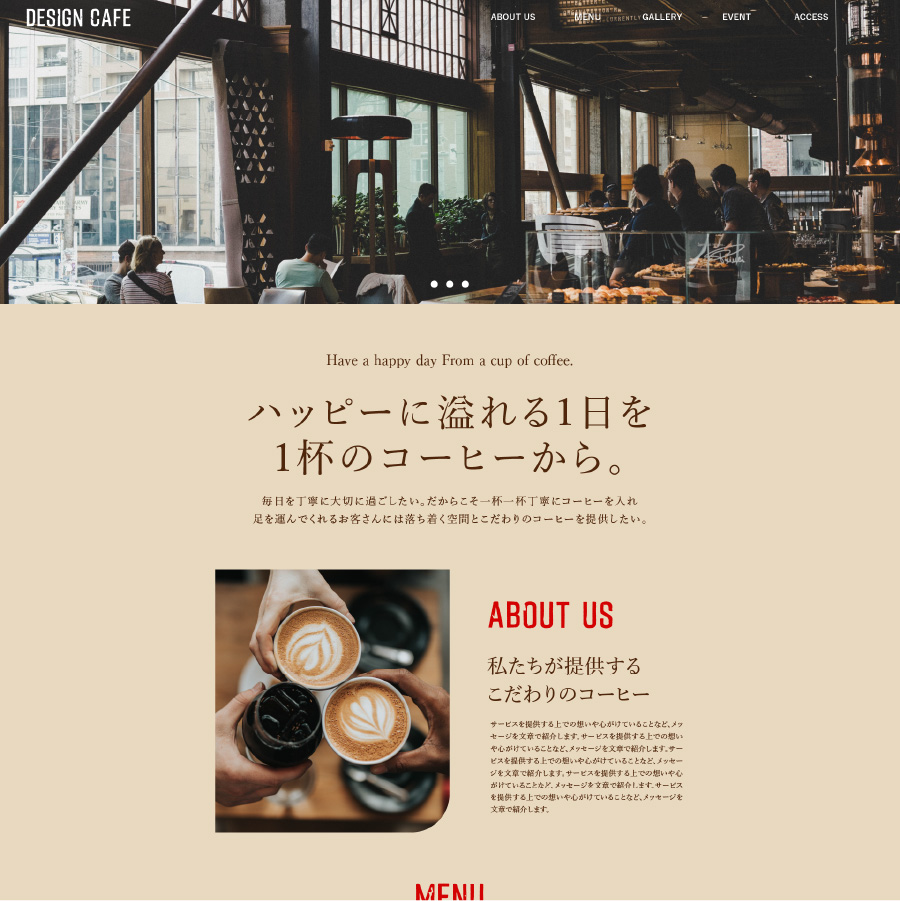 DESIGN CAFE
ABOUT US
MENU
GALLERY
EVENT
ACCESS
Have a happy day From a cup of coffee.
ハッピーに溢れる1日を
1杯のコーヒーから。
毎日を丁寧に大切に過ごしたい。だからこそ一杯一杯丁寧にコーヒーを入れ
足を運んでくれるお客さんには落ち着く空間とこだわりのコーヒーを提供したい。
ABOUT US
私たちが提供する
こだわりのコーヒー
サービスを提供する上での想いや心がけていることなど、メッ
セージを文章で紹介します。サービスを提供する上での想い
や心がけていることなど、メッセージを文章で紹介します。サー
ビスを提供する上での想いや心がけていることなど、メッセー
ジを文章で紹介します。サービスを提供する上での想いや心
がけていることなど、メッセージを文章で紹介します。サービス
を提供する上での想いや心がけていることなど、メッセージを
文章で紹介します。
MENU